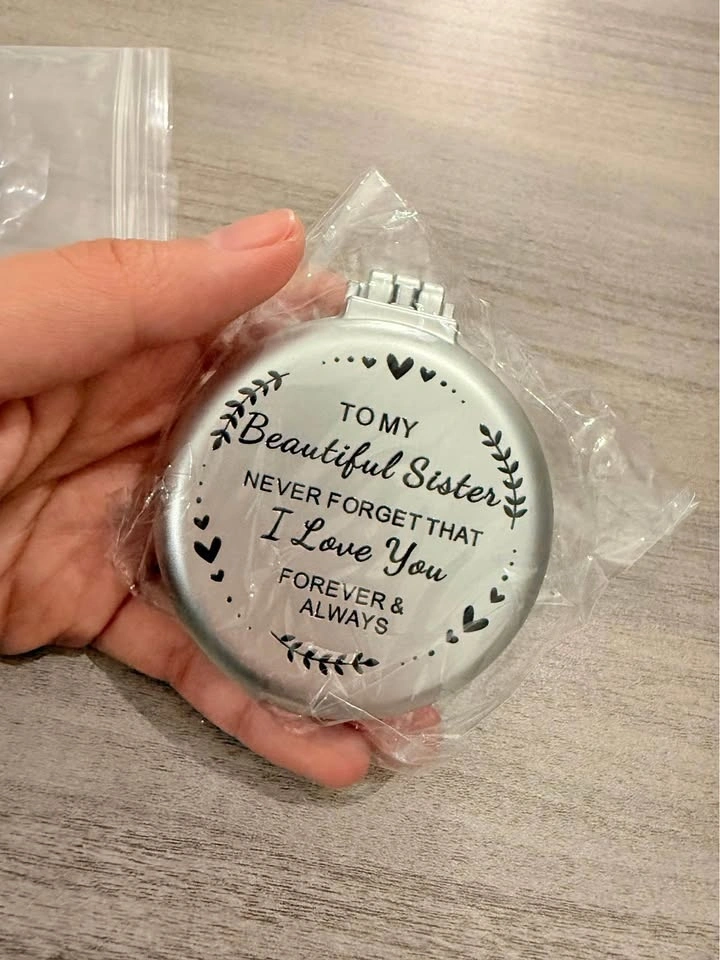 TO MY
Beautiful Sister
NEVER FORGET THAT
I Love You
FOREVER &
ALWAYS